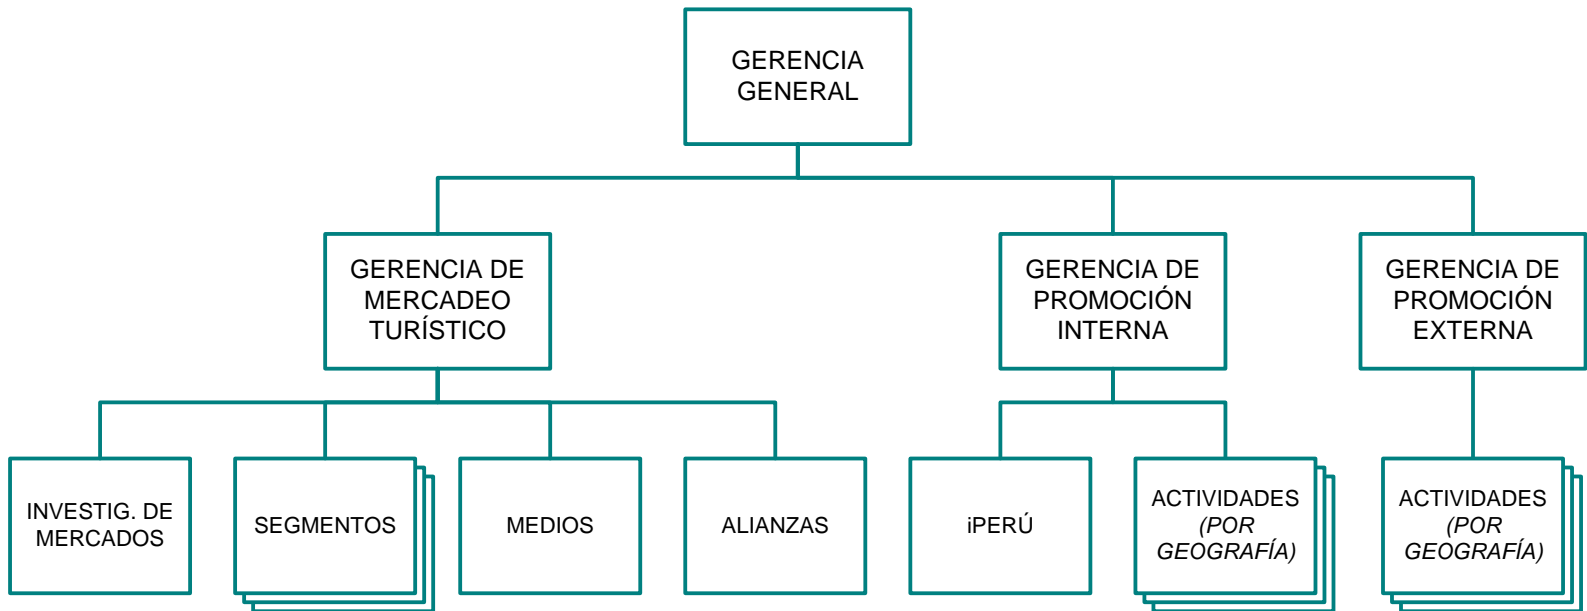 GERENCIA
GENERAL
GERENCIA DE
MERCADEO
TURÍSTICO
GERENCIA DE
PROMOCIÓN
INTERNA
GERENCIA DE
PROMOCIÓN
EXTERNA
INVESTIG. DE
MERCADOS
SEGMENTOS
MEDIOS
ALIANZAS
iPERÚ
ACTIVIDADES
(POR
GEOGRAFÍA)
ACTIVIDADES
(POR
GEOGRAFÍA)